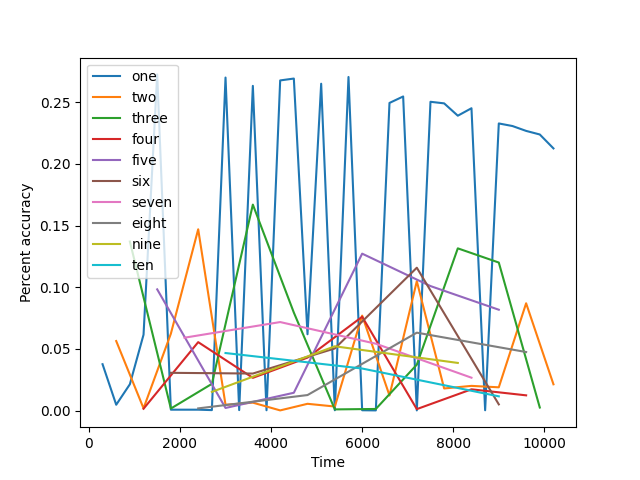 one
two
three
four
five
six
seven
eight
nine
ten
0.25
0.20
0.15
0.10
0.05
0.00
Percent accuracy
0 2000 4000 6000 8000 10000
Time